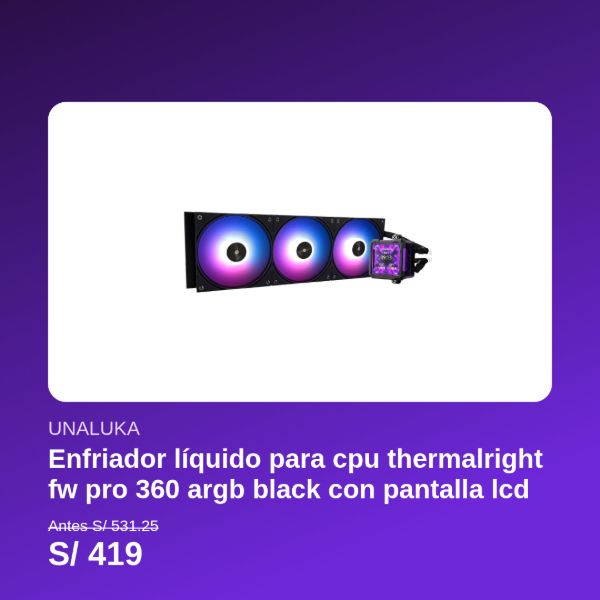 UNALUKA
Enfriador líquido para cpu thermalright
fw pro 360 argb black con pantalla lcd
Antes S/ 531.25
S/ 419